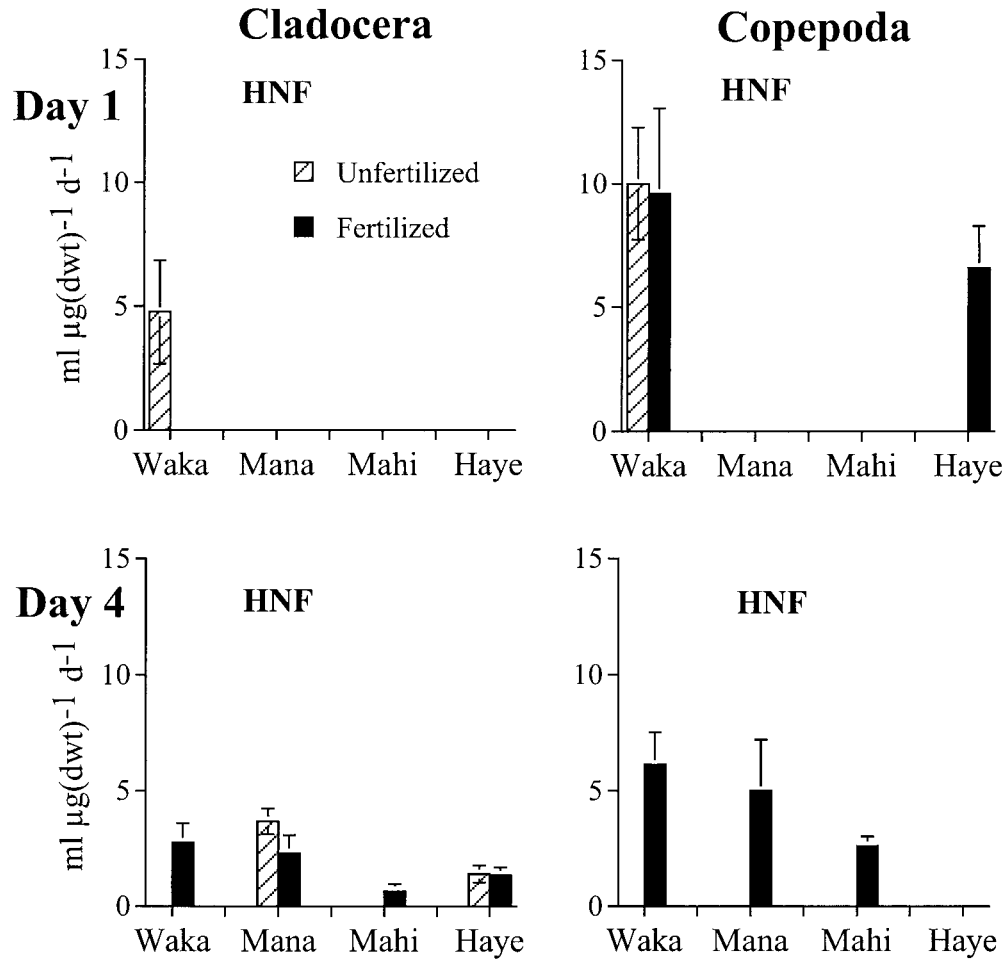 Cladocera
Copepoda
Day 1
HNF
HNF
Unfertilized
Fertilized
ml µg(dwt)-1 d-1
15
10
5
0
Waka Mana Mahi Haye
15
10
5
0
Waka Mana Mahi Haye
Day 4
HNF
HNF
ml µg(dwt)-1 d-1
15
10
5
0
Waka Mana Mahi Haye
15
10
5
0
Waka Mana Mahi Haye